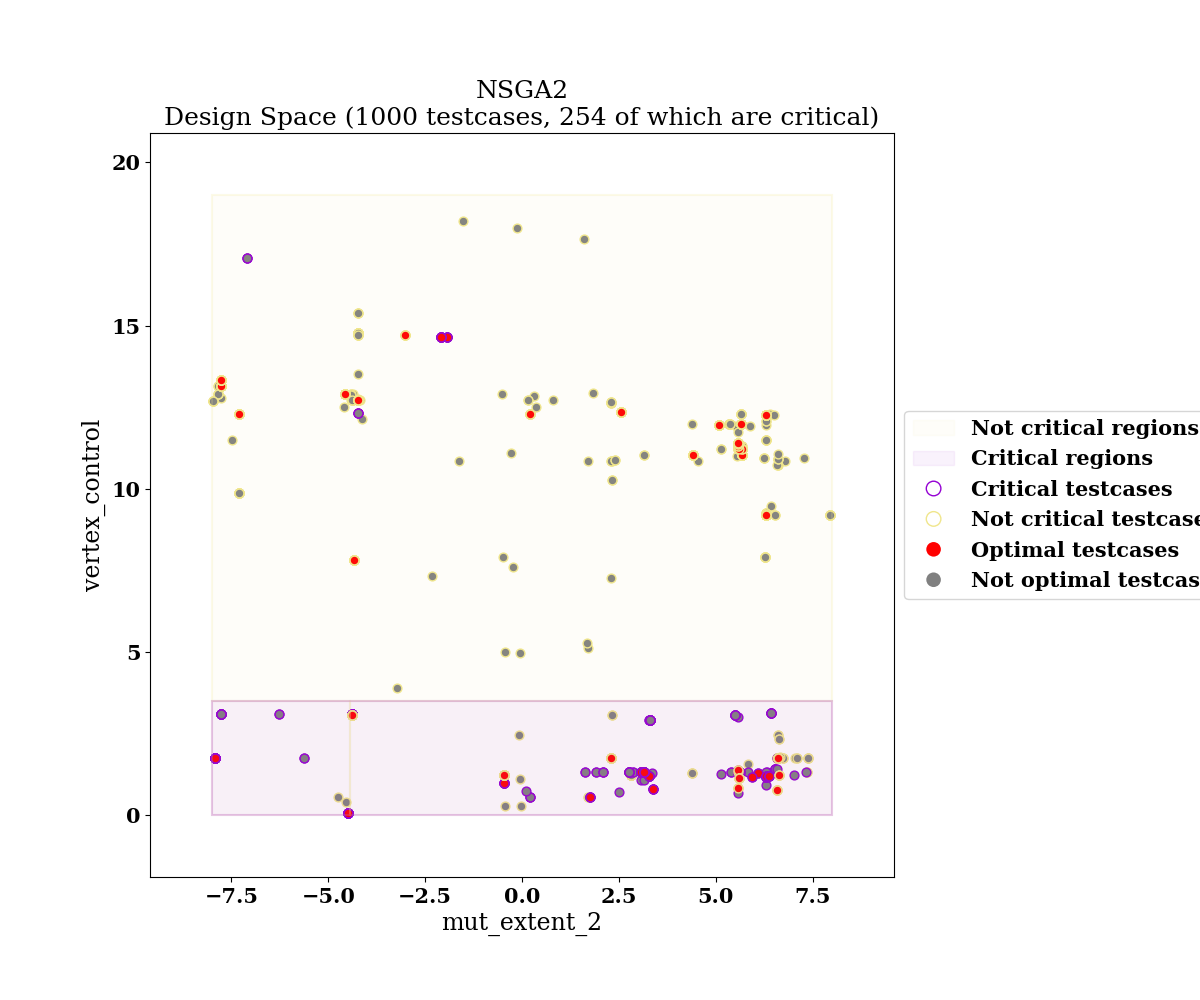 NSGA2
Design Space (1000 testcases, 254 of which are critical)
20
15
10
5
0
vertex_control
−7.5
−5.0
−2.5
0.0
2.5
5.0
7.5
mut_extent_2
Not critical regions
Critical regions
Critical testcases
Not critical testcase
Optimal testcases
Not optimal testcas